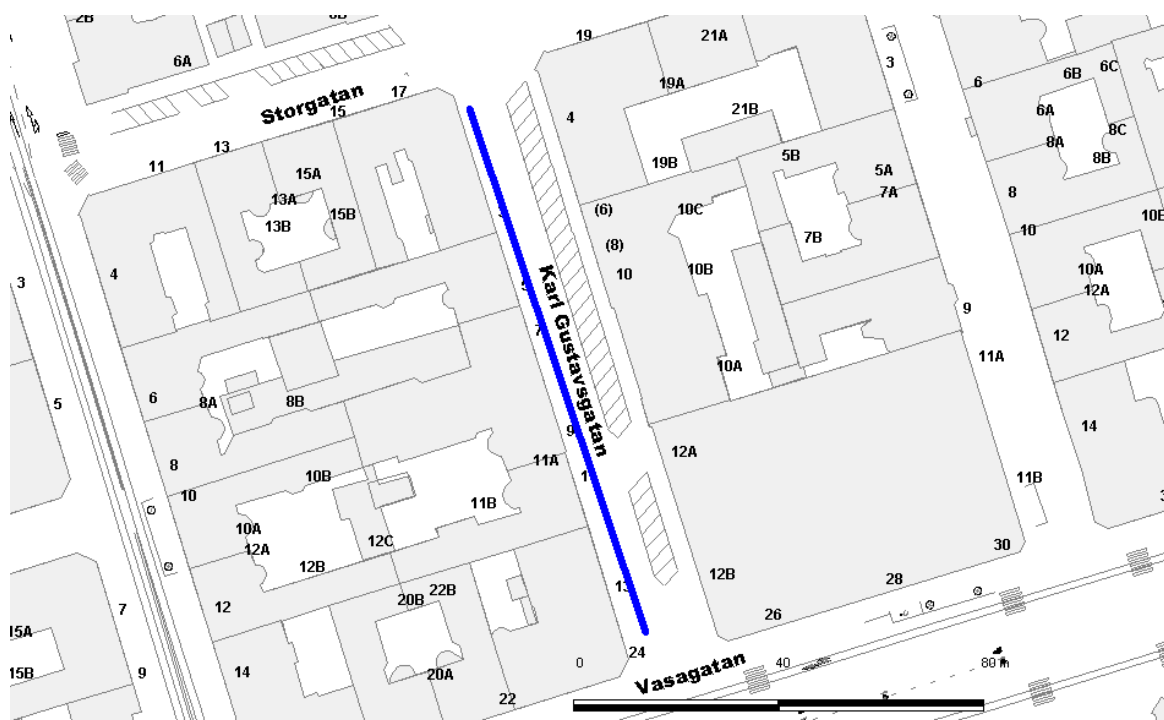 2B
6B
19
21A
6A
3
6C
6B
6
19A
17
Storgatan
15
4
21B
6A
8C
13
8A
11
19B
5B
8B
15A
5A
7A
8
13A
15B
(6)
10C
13B
10
10B
7B
(8)
4
10
10B
10A
3
12A
Karl Gustavsgatan
9
7
12
11A
10A
6
8A
8B
5
14
9
12A
8
11A
10B
11B
10
11B
10A
12C
12A
30
12B
12B
28
13
22B
12
20B
7
26
15A
24
14
20A
15B
9
Vasagatan
22
0
40
80 m